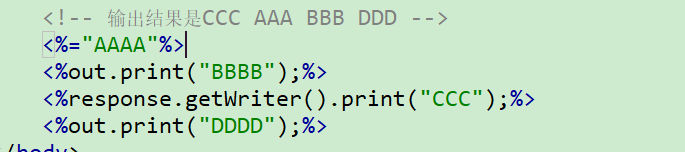 <!-- 输出结果是CCC AAA BBB DDD -->
<%="AAAA"%>
<%out.print("BBBB");%>
<%response.getWriter().print("CCC");%>
<%out.print("DDDD");%>
/body>